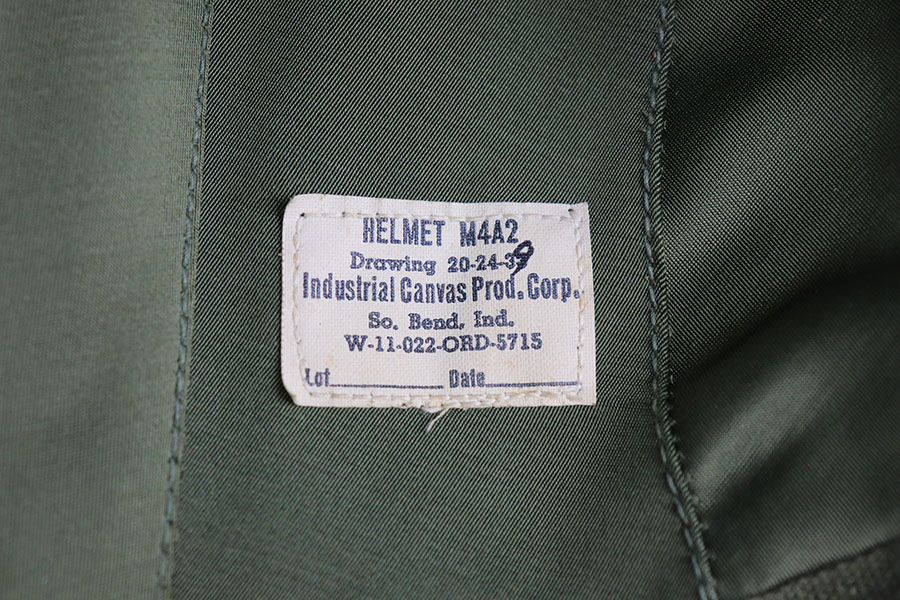 HELMET M4A2
Drawing 20-24-39
Industrial Canvas Prod. Corp.
So. Bend, Ind.
W-11-022-ORD-5715
Lot Date